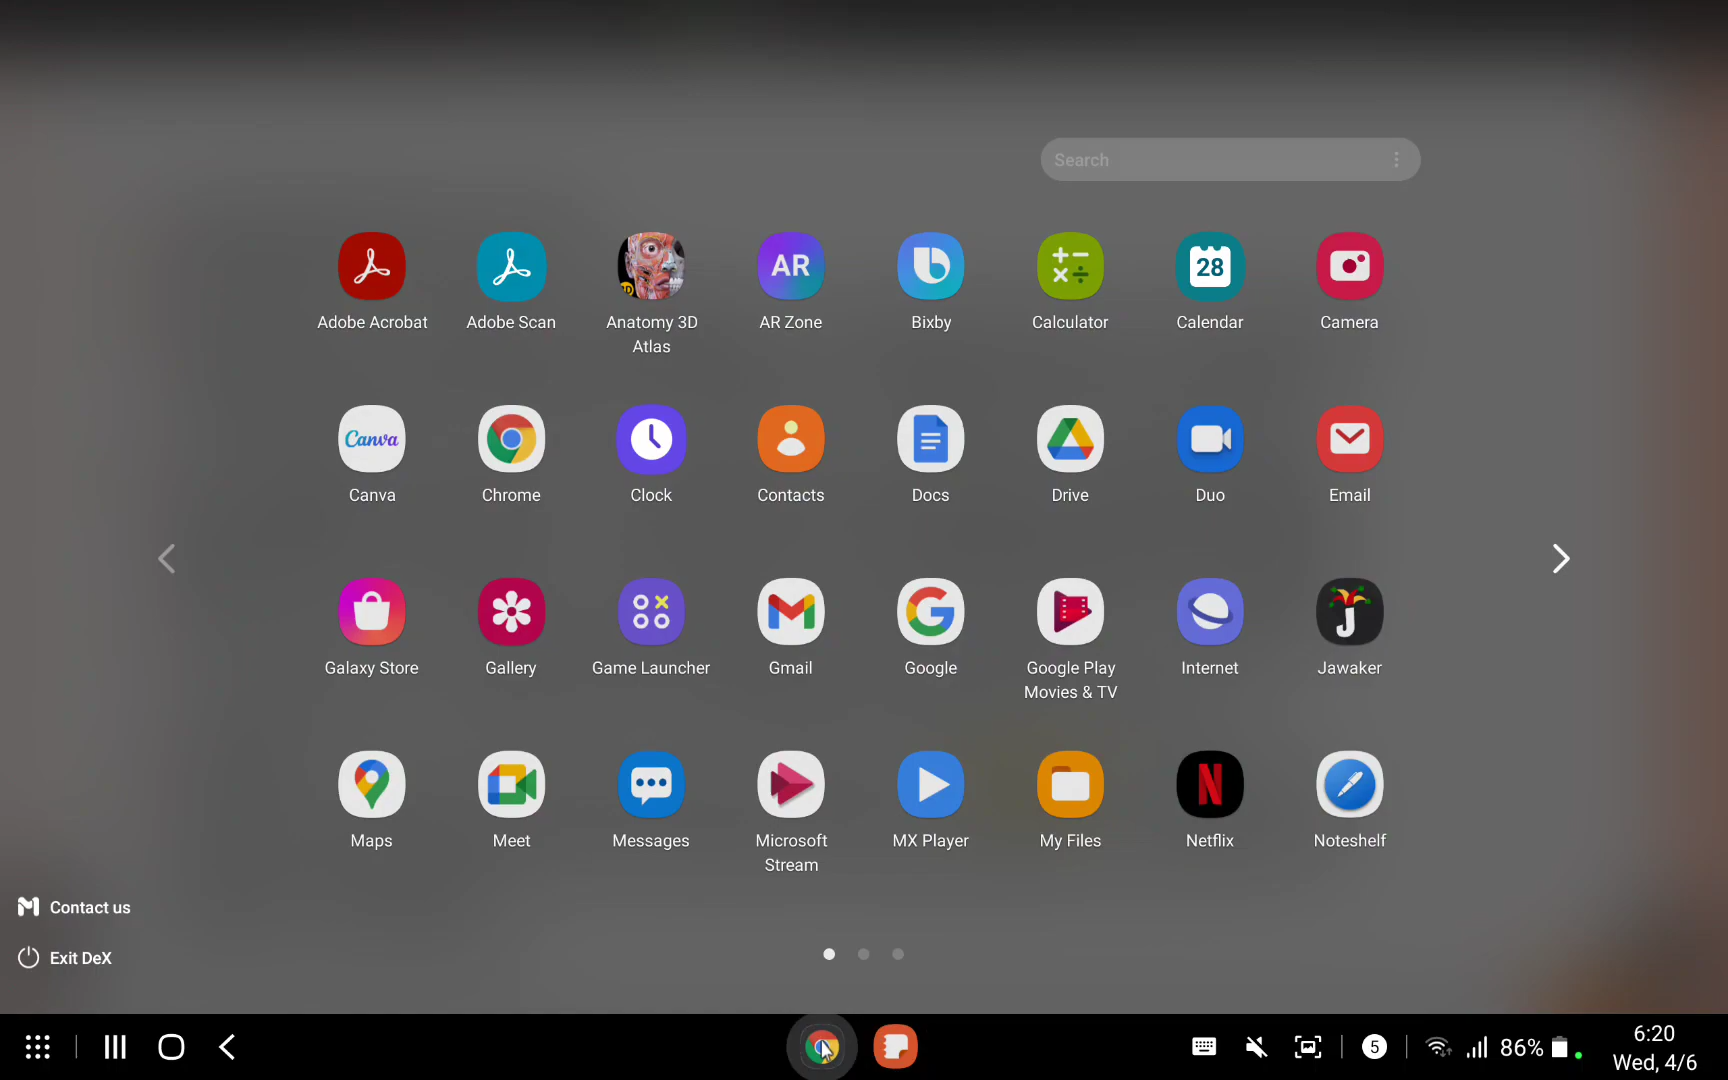 Search
AR
28
Adobe Acrobat
Adobe Scan
Anatomy 3D
Atlas
AR Zone
Bixby
Calculator
Calendar
Camera
Canva
Canva
Chrome
Clock
Contacts
Docs
Drive
Duo
Email
Galaxy Store
Gallery
Game Launcher
Gmail
Google
Google Play
Movies & TV
Internet
Jawaker
Maps
Meet
Messages
Microsoft
Stream
MX Player
My Files
Netflix
Noteshelf
Contact us
Exit DeX
5
86%
6:20
Wed, 4/6